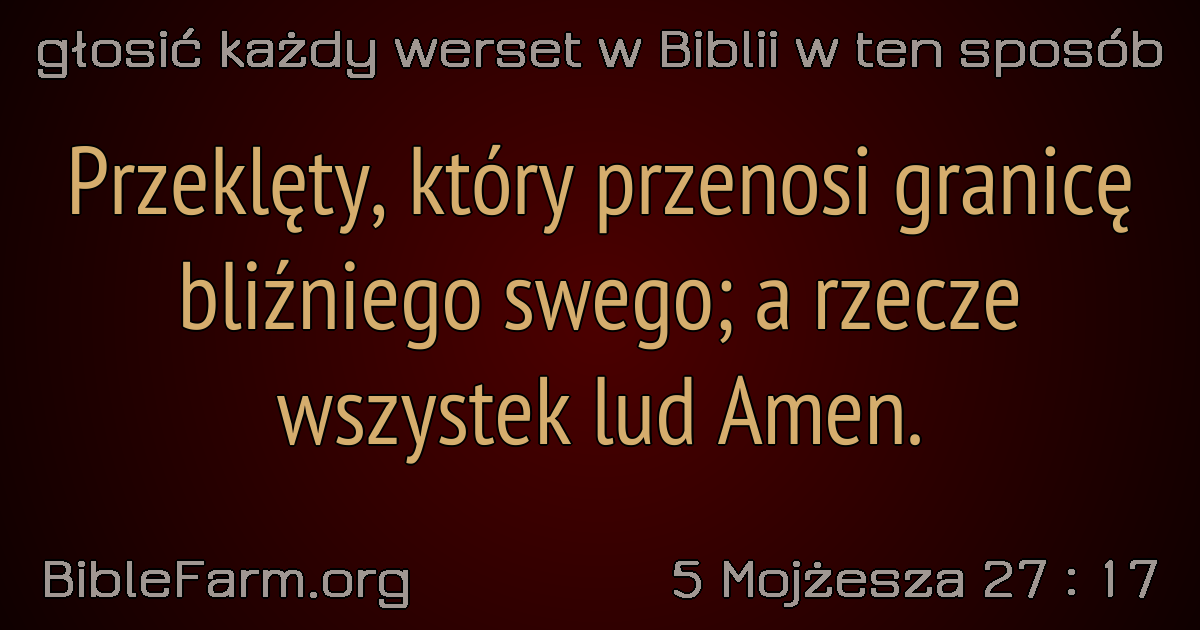 głosić każdy werset w Biblii w ten sposób
Przeklęty, który przenosi granicę
bliźniego swego; a rzecze
wszystek lud Amen.
BibleFarm.org
5 Mojżesza 27 : 17